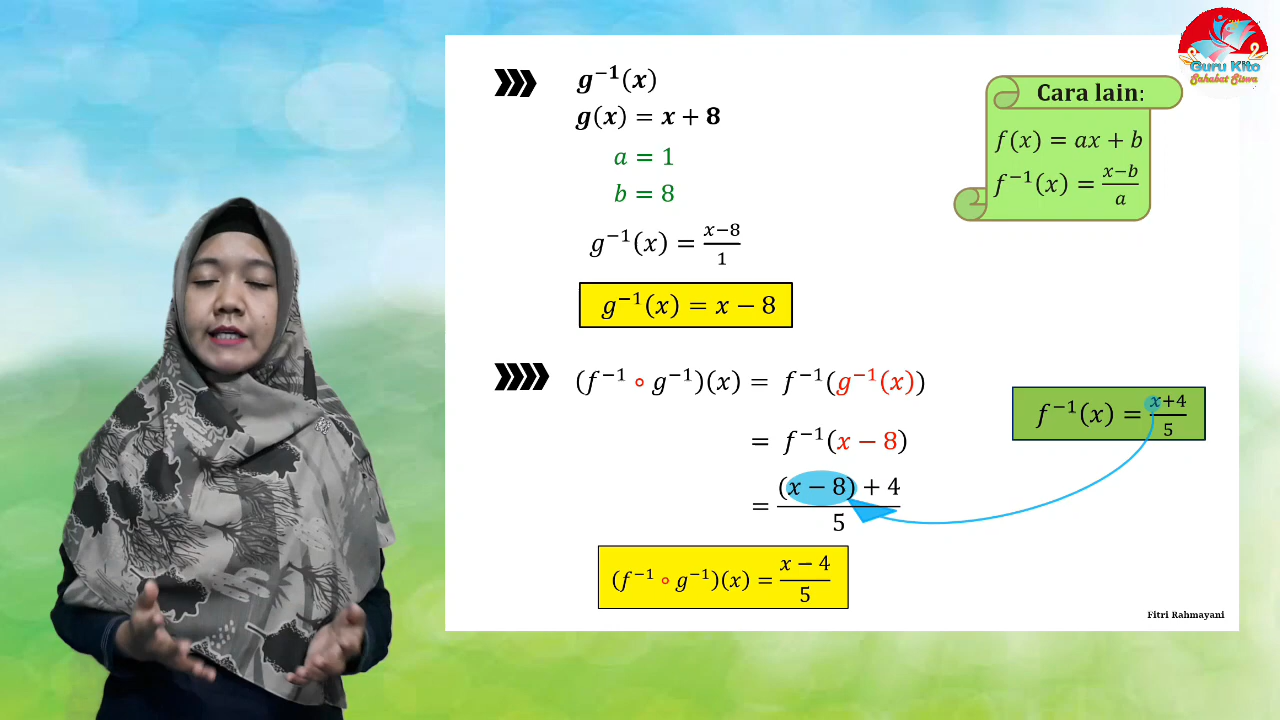 g⁻¹(x)
g(x) = x + 8
a = 1
b = 8
g⁻¹(x) = (x−8)/1
g⁻¹(x) = x − 8
(f⁻¹ ∘ g⁻¹)(x) = f⁻¹(g⁻¹(x))
= f⁻¹(x − 8)
= ((x − 8) + 4)/5
(f⁻¹ ∘ g⁻¹)(x) = (x − 4)/5
Guru Kito
Sahabat Siswa
Cara lain:
f(x) = ax + b
f⁻¹(x) = (x−b)/a
f⁻¹(x) = (x+4)/5
Fitri Rahmayani